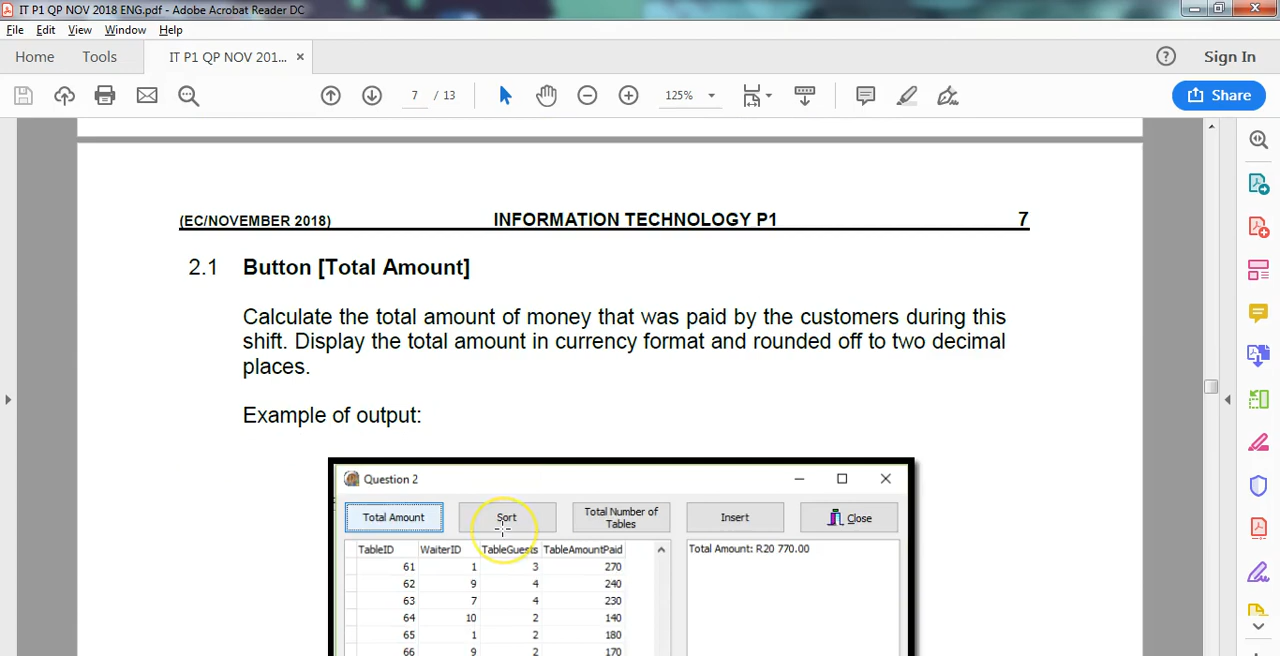 IT P1 QP NOV 2018 ENG.pdf - Adobe Acrobat Reader DC
File Edit View Window Help
Home Tools IT P1 QP NOV 201... × Sign In
7 / 13 125% Share
(EC/NOVEMBER 2018) INFORMATION TECHNOLOGY P1 7
2.1 Button [Total Amount]
Calculate the total amount of money that was paid by the customers during this
shift. Display the total amount in currency format and rounded off to two decimal
places.
Example of output:
Question 2
Total Amount Sort Total Number of Tables Insert Close
TableID WaiterID TableGuests TableAmountPaid Total Amount: R20 770.00
61 1 3 270
62 9 4 240
63 7 4 230
64 10 2 140
65 1 2 180
66 9 2 170